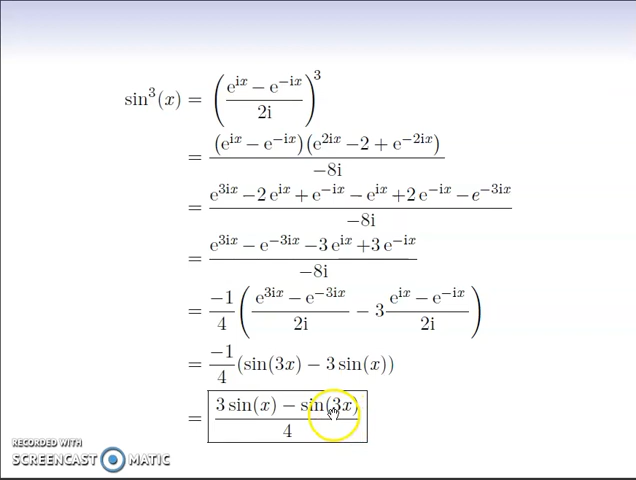 sin³(x) = ((e^{ix} − e^{−ix})/2i)³
= (e^{ix} − e^{−ix})(e^{2ix} −2 + e^{−2ix})/−8i
= (e^{3ix} −2 e^{ix} + e^{−ix} − e^{ix} +2 e^{−ix} −e^{−3ix})/−8i
= (e^{3ix} − e^{−3ix} −3 e^{ix} +3 e^{−ix})/−8i
= −1/4 ((e^{3ix} − e^{−3ix})/2i − 3 (e^{ix} − e^{−ix})/2i)
= −1/4 (sin(3x) − 3 sin(x))
= (3 sin(x) − sin(3x))/4
RECORDED WITH
SCREENCAST MATIC